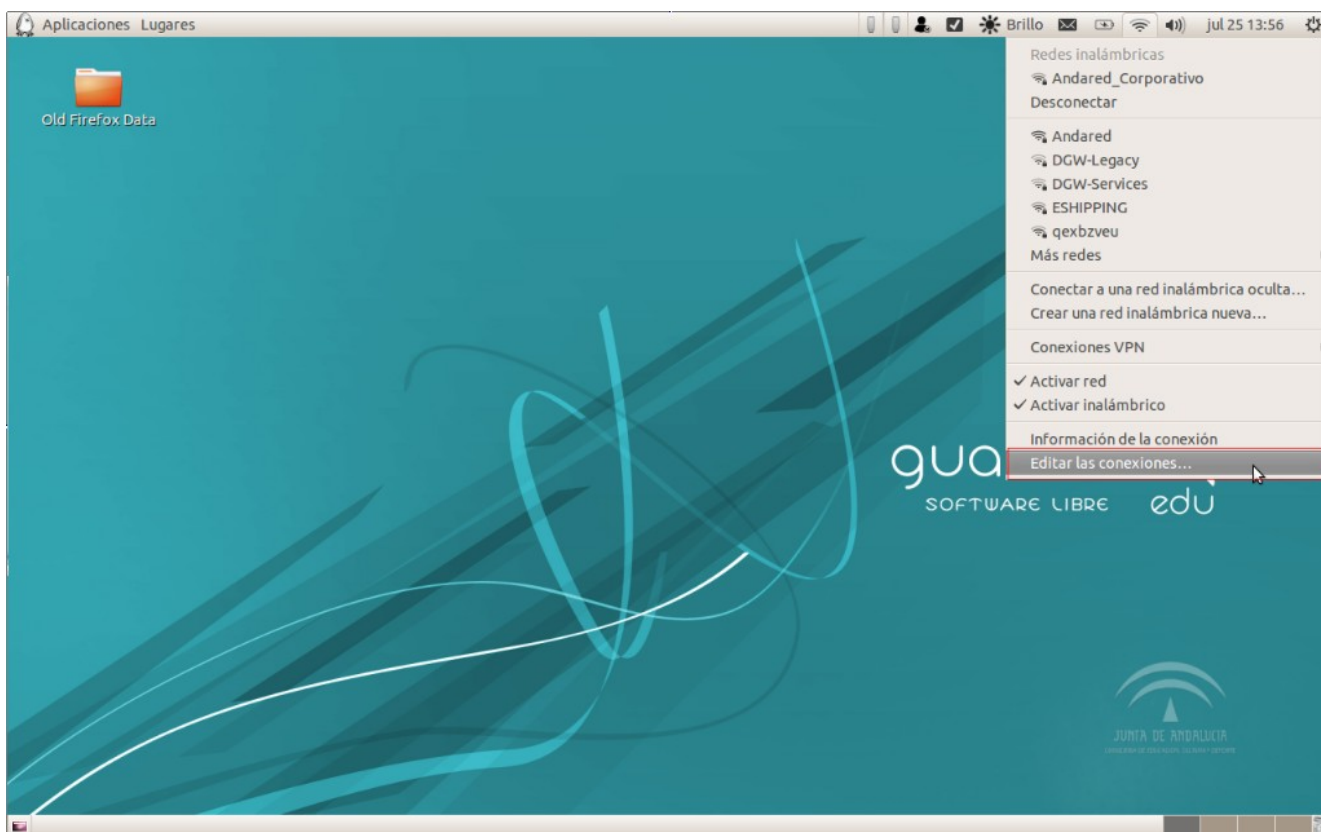 Aplicaciones Lugares
Brillo
jul 25 13:56
Old Firefox Data
Redes inalámbricas
Andared_Corporativo
Desconectar
Andared
DGW-Legacy
DGW-Services
ESHIPPING
qexbzveu
Más redes
Conectar a una red inalámbrica oculta...
Crear una red inalámbrica nueva...
Conexiones VPN
Activar red
Activar inalámbrico
Información de la conexión
Editar las conexiones...
gua
SOFTWARE LIBRE edu
JUNTA DE ANDALUCIA